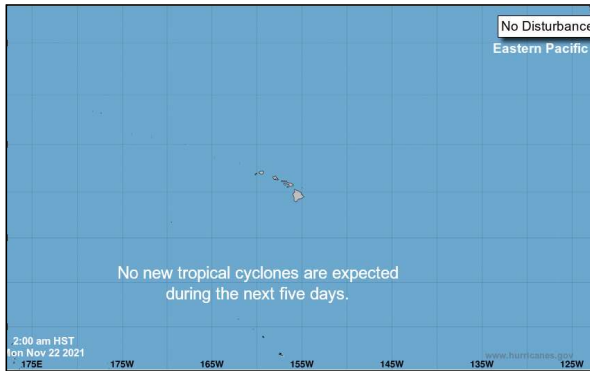 No Disturbance
Eastern Pacific
No new tropical cyclones are expected
during the next five days.
2:00 am HST
Mon Nov 22 2021
www.hurricanes.gov
175E 175W 165W 155W 145W 135W 125W